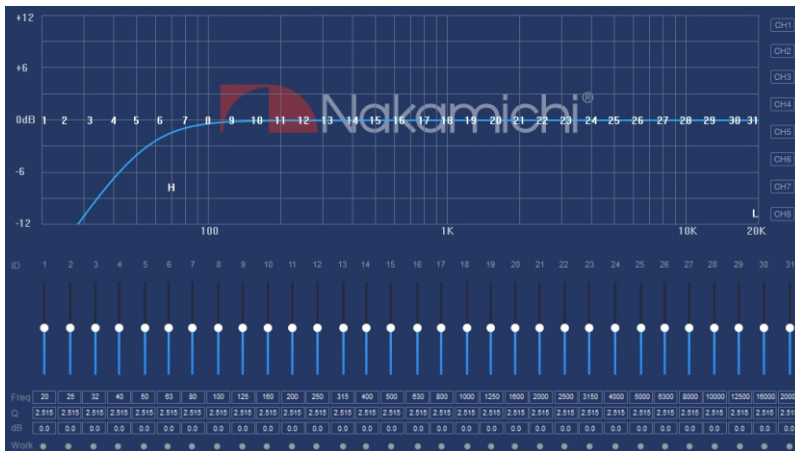 +12
CH1
CH2
+6
CH3
Nakamichi®
CH4
0dB 1 2 3 4 5 6 7 8 9 10 11 12 13 14 15 16 17 18 19 20 21 22 23 24 25 26 27 28 29 30 31
CH5
CH6
-6
H
CH7
L
CH8
-12
100 1K 10K 20K
ID 1 2 3 4 5 6 7 8 9 10 11 12 13 14 15 16 17 18 19 20 21 22 23 24 25 26 27 28 29 30 31
Freq 20 25 32 40 50 63 80 100 125 160 200 250 315 400 500 630 800 1000 1250 1600 2000 2500 3150 4000 5000 6300 8000 10000 12500 16000 2000
Q 2.515 2.515 2.515 2.515 2.515 2.515 2.515 2.515 2.515 2.515 2.515 2.515 2.515 2.515 2.515 2.515 2.515 2.515 2.515 2.515 2.515 2.515 2.515 2.515 2.515 2.515 2.515 2.515 2.515 2.515 2.515
dB 0.0 0.0 0.0 0.0 0.0 0.0 0.0 0.0 0.0 0.0 0.0 0.0 0.0 0.0 0.0 0.0 0.0 0.0 0.0 0.0 0.0 0.0 0.0 0.0 0.0 0.0 0.0 0.0 0.0 0.0 0.0
Work